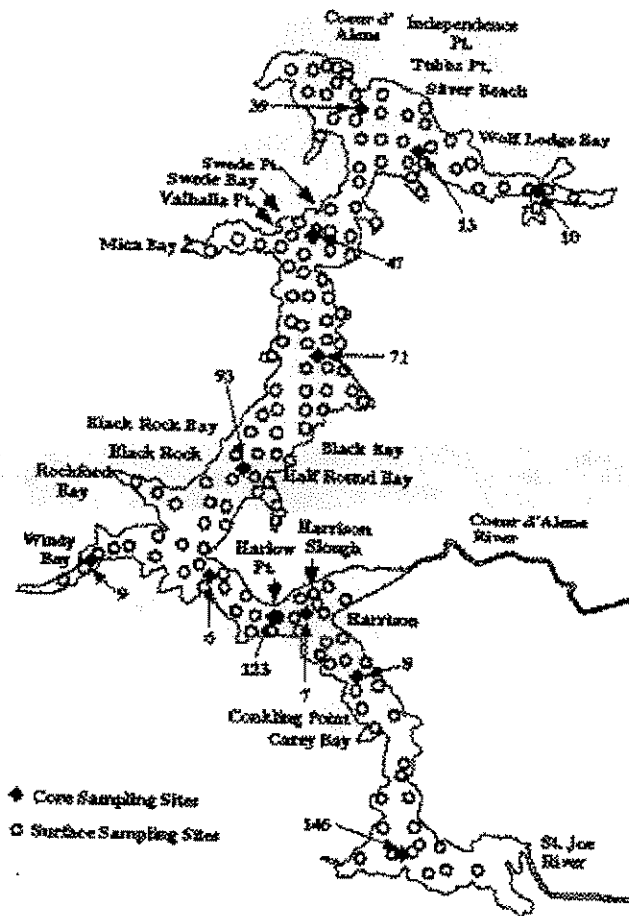 Coeur d'
Alene
Independence
Pt.
Tubbs Pt.
Silver Beach
39
Wolf Lodge Bay
Swede Pt.
Swede Bay
Valhalla Pt.
13
10
Mica Bay
47
71
93
Black Rock Bay
Black Rock
Black Bay
Rockford
Bay
Half Round Bay
Windy
Bay
Harlow
Pt.
Harrison
Slough
Coeur d'Alene
River
9
6
Harrison
123
7
8
Conkling Point
Carey Bay
Core Sampling Sites
Surface Sampling Sites
146
St. Joe
River